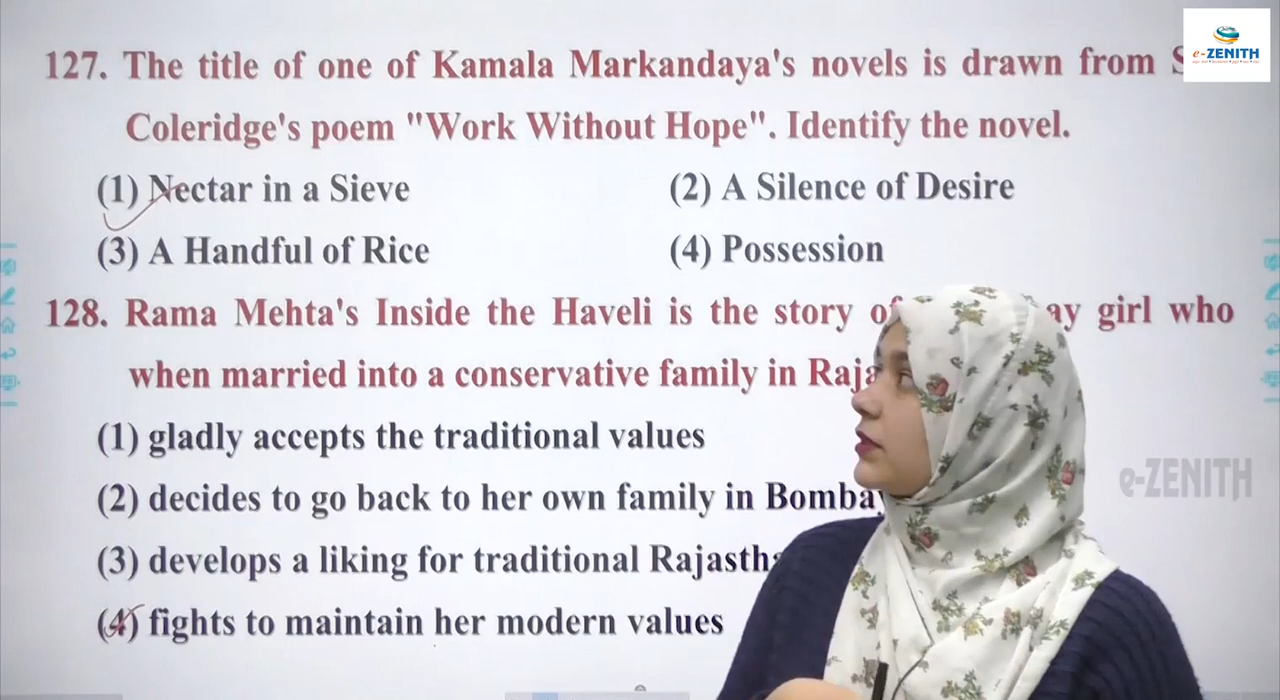 e-ZENITH
127. The title of one of Kamala Markandaya's novels is drawn from
Coleridge's poem "Work Without Hope". Identify the novel.
(1) Nectar in a Sieve
(2) A Silence of Desire
(3) A Handful of Rice
(4) Possession
128. Rama Mehta's Inside the Haveli is the story girl who
when married into a conservative family in
(1) gladly accepts the traditional values
(2) decides to go back to her own family in Bombay
(3) develops a liking for traditional
(4) fights to maintain her modern values
e-ZENITH